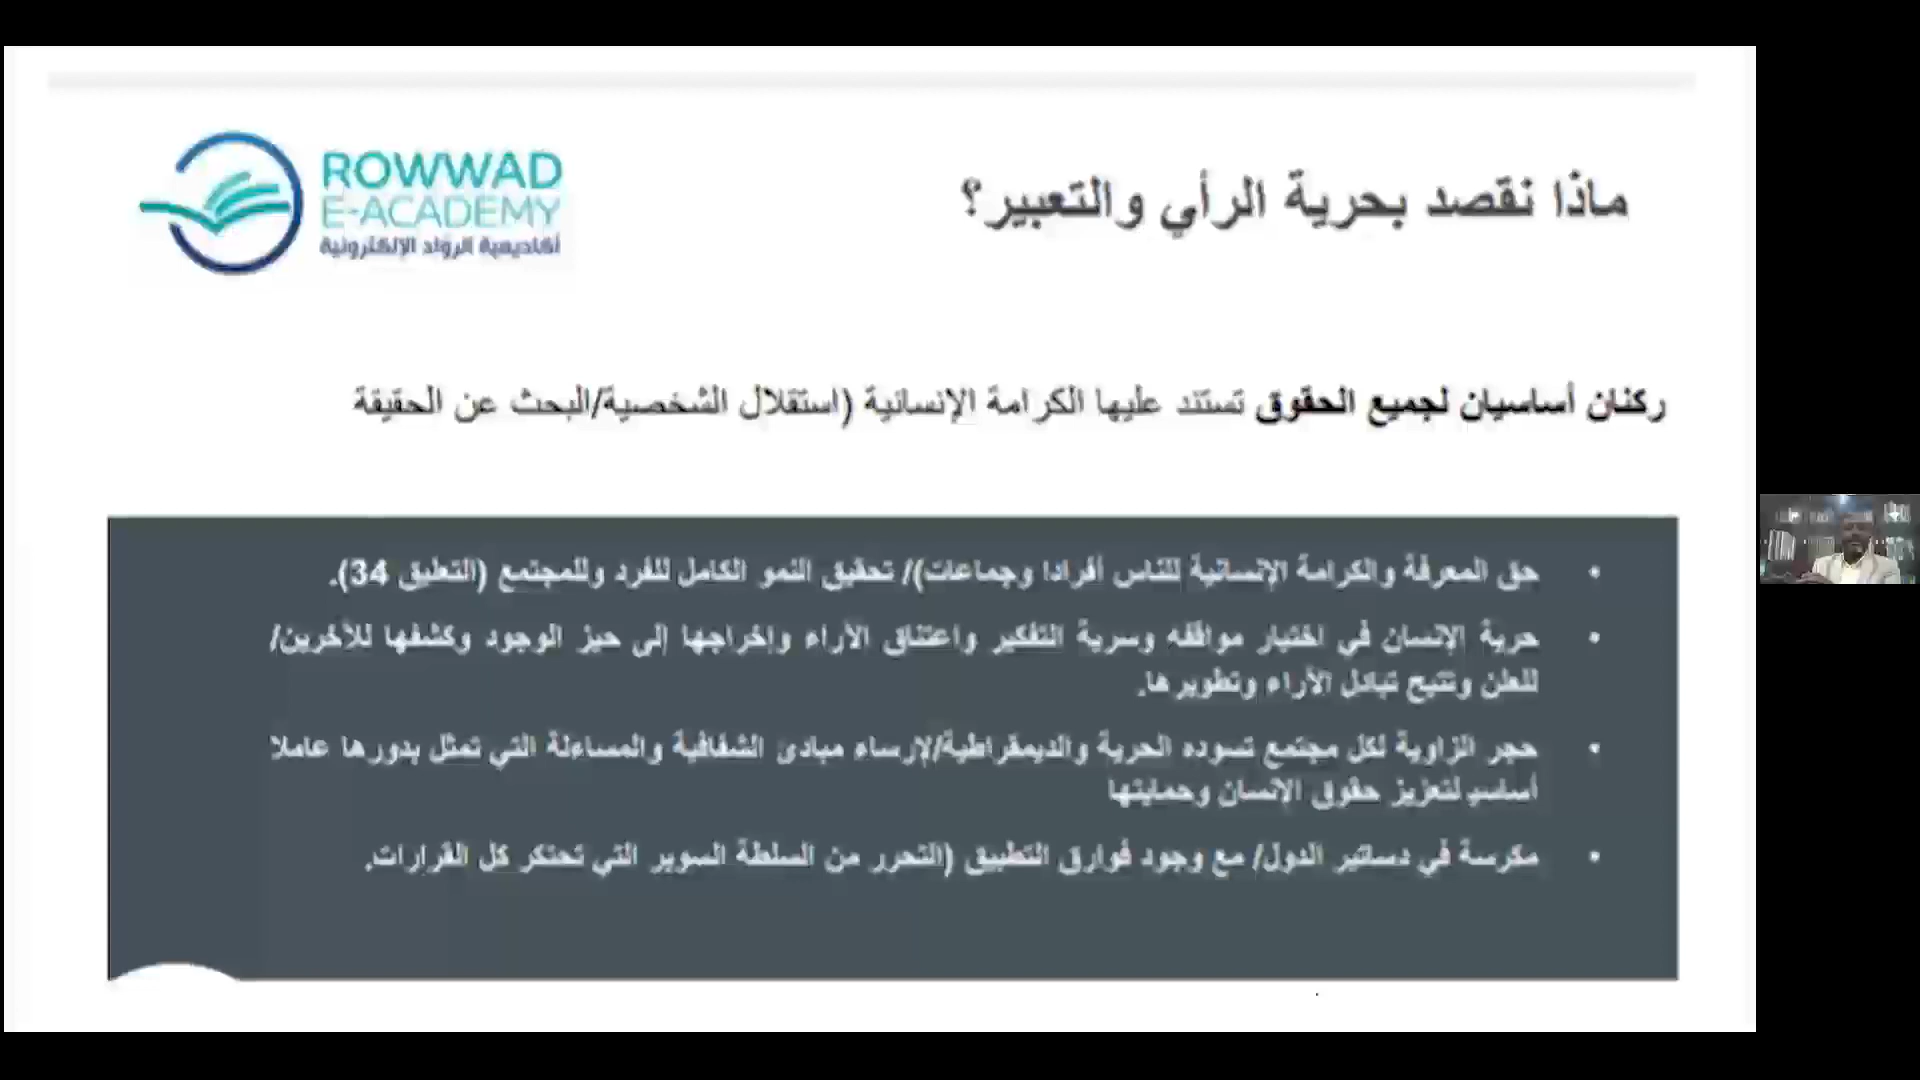 ROWWAD
E-ACADEMY
أكاديمية الروّاد الإلكترونية
ماذا نقصد بحرية الرأي والتعبير؟
ركنان أساسيان لجميع الحقوق تستند عليها الكرامة الإنسانية (استقلال الشخصية/البحث عن الحقيقة
• حق المعرفة والكرامة الإنسانية للناس أفرادا وجماعات)/ تحقيق النمو الكامل للفرد وللمجتمع (التعليق 34).
• حرية الإنسان في اختيار مواقفه وسرية التفكير واعتناق الآراء وإخراجها إلى حيز الوجود وكشفها للآخرين/
للعلن وتتيح تبادل الآراء وتطويرها.
• حجر الزاوية لكل مجتمع تسوده الحرية والديمقراطية/لإرساء مبادئ الشفافية والمساءلة التي تمثل بدورها عاملا
أساسيا لتعزيز حقوق الانسان وحمايتها
• مكرسة في دساتير الدول/ مع وجود فوارق التطبيق (التحرر من السلطة السوبر التي تحتكر كل القرارات.